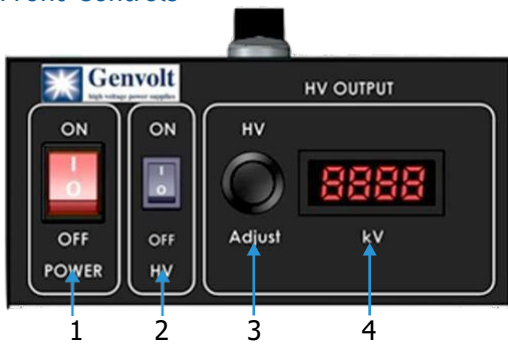 Front Controls
Genvolt
high voltage power supplies
HV OUTPUT
ON
I
O
OFF
POWER
ON
I
O
OFF
HV
HV
Adjust
8888
kV
1
2
3
4